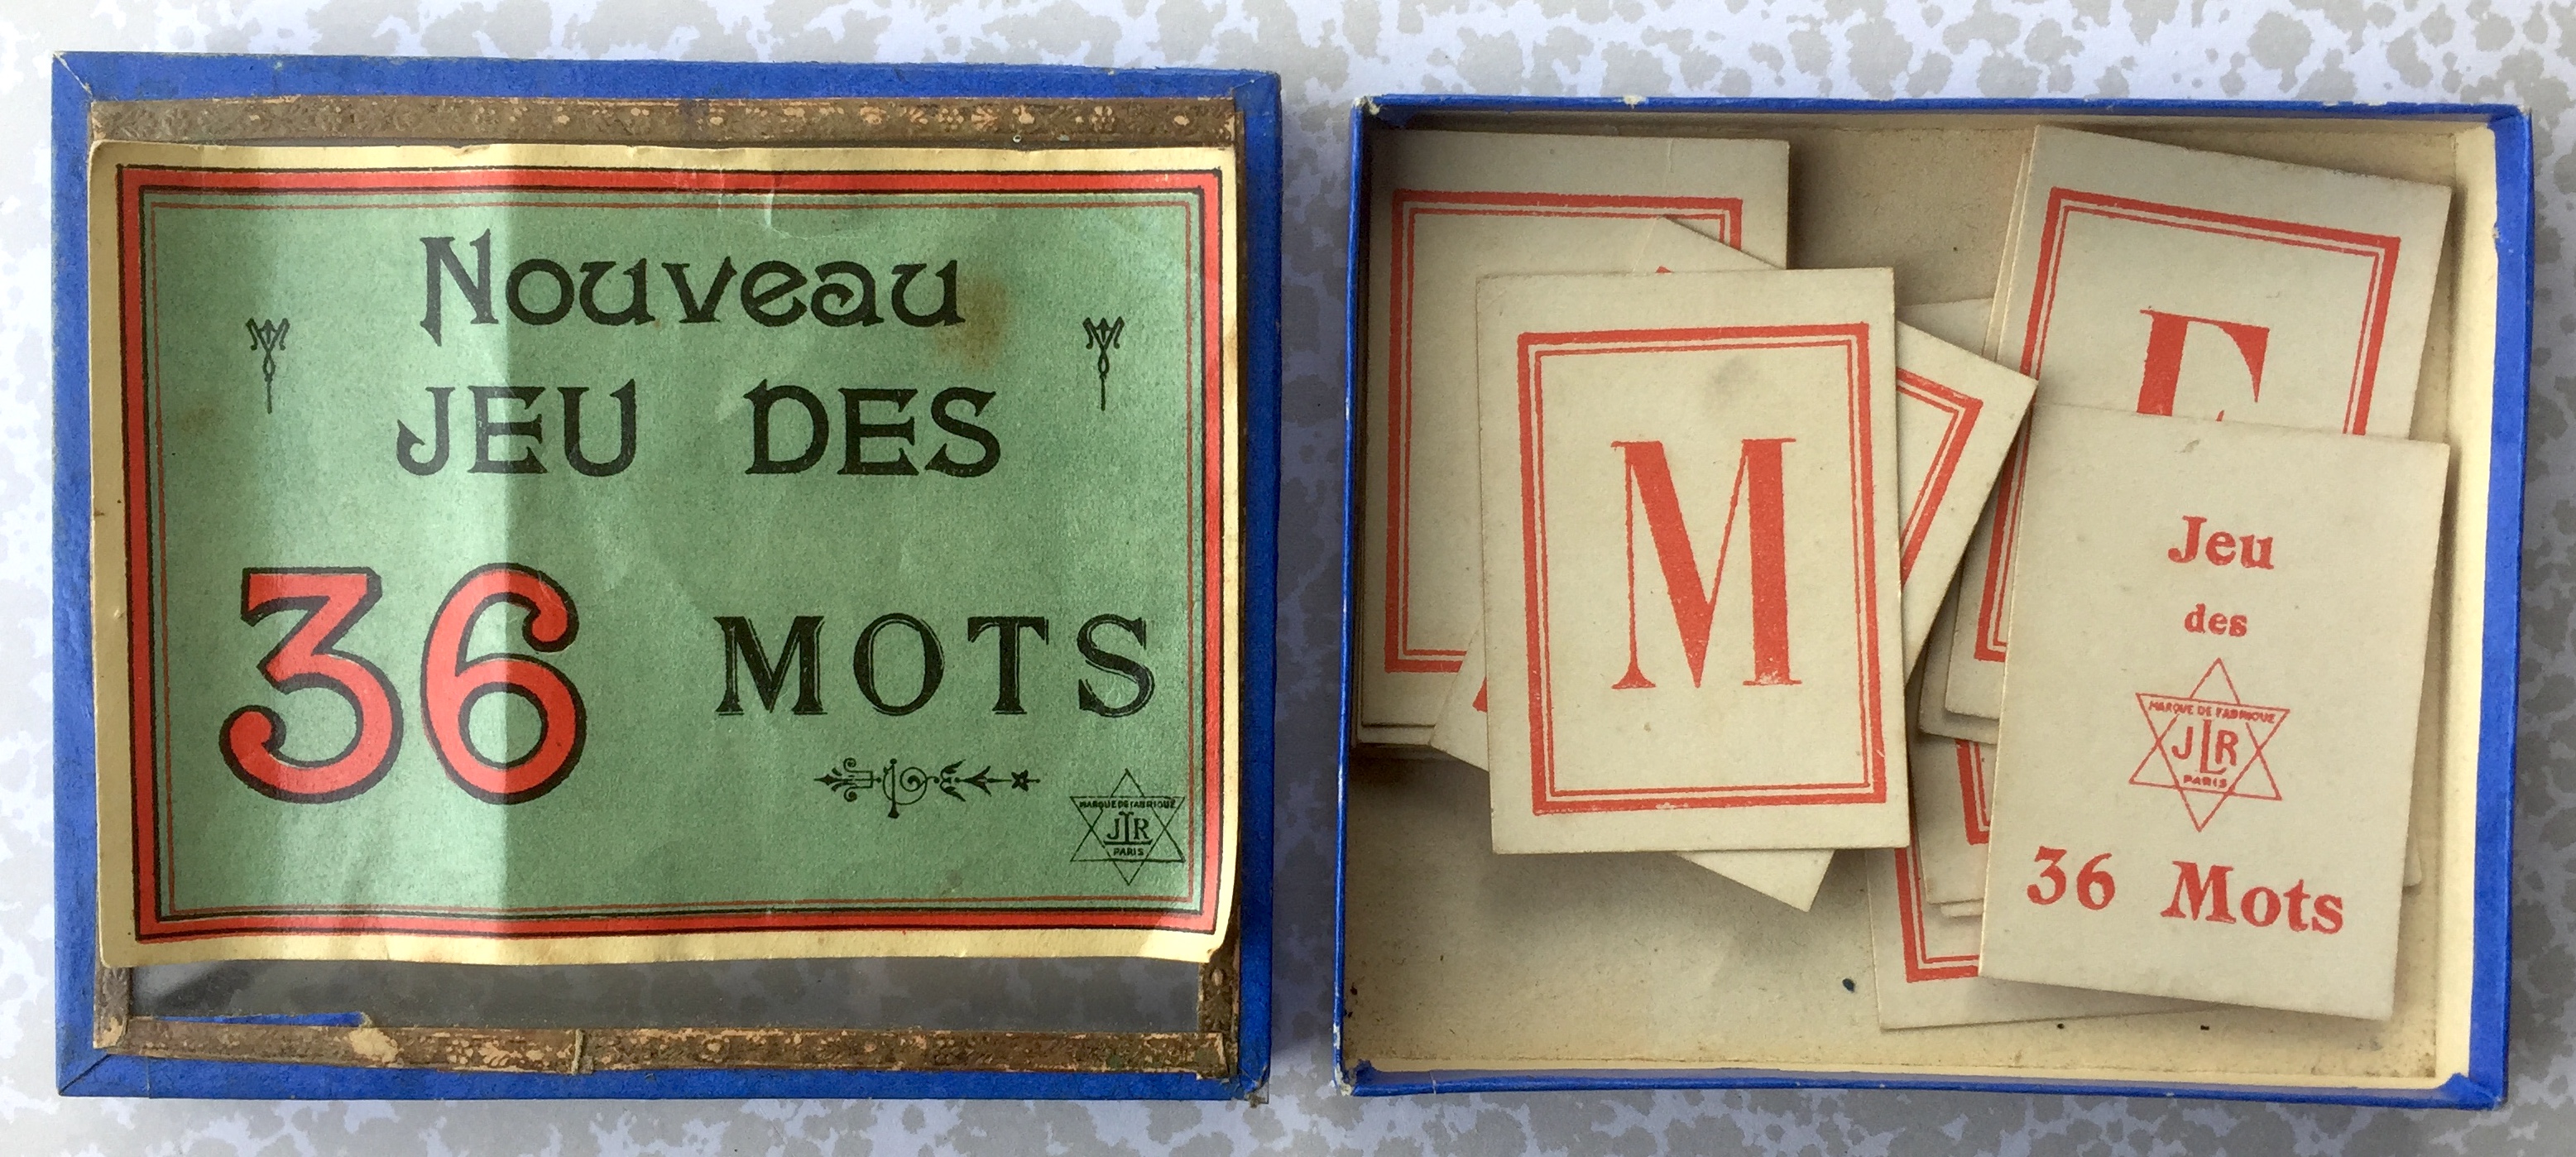 Nouveau
JEU DES
36 MOTS
MARQUE DE FABRIQUE
JLR
PARIS
M
Jeu
des
MARQUE DE FABRIQUE
JLR
PARIS
36 Mots